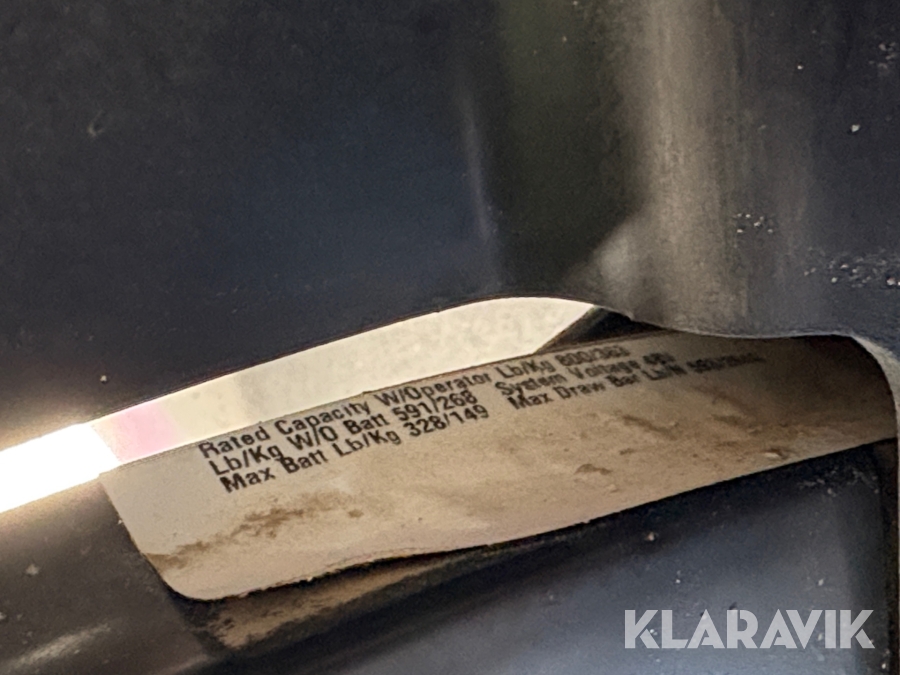 Rated Capacity W/Operator Lb/Kg 800/363
Lb/Kg W/O Batt 591/268 System Voltage 48V
Max Batt Lb/Kg 328/149 Max Draw Bar Lb/N
KLARAVIK